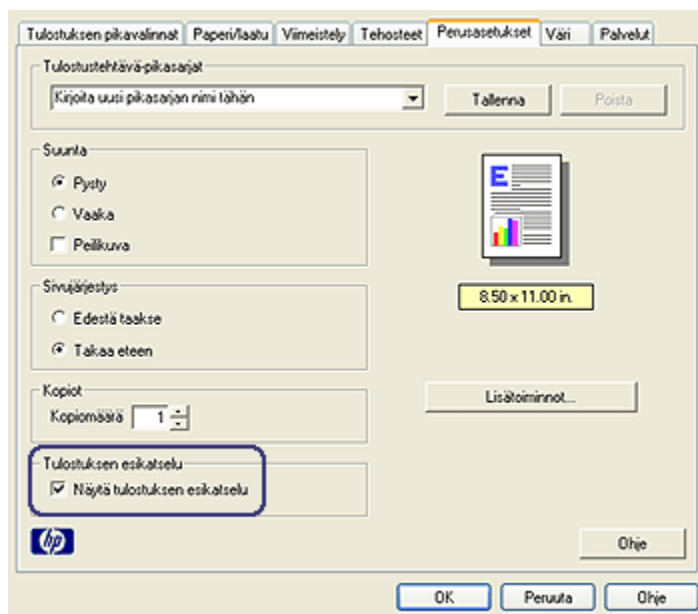 Tulostuksen pikavalinnat Paperi/laatu Viimeistely Tehosteet Perusasetukset Väri Palvelut
Tulostustehtävä-pikasarjat
Kirjoita uusi pikasarjan nimi tähän Tallenna Poista
Suunta
Pysty
Vaaka
Peilikuva
E
8.50 x 11.00 in.
Sivujärjestys
Edestä taakse
Takaa eteen
Lisätoiminnot...
Kopiot
Kopiomäärä 1
Tulostuksen esikatselu
Näytä tulostuksen esikatselu
hp
Ohje
OK Peruuta Ohje